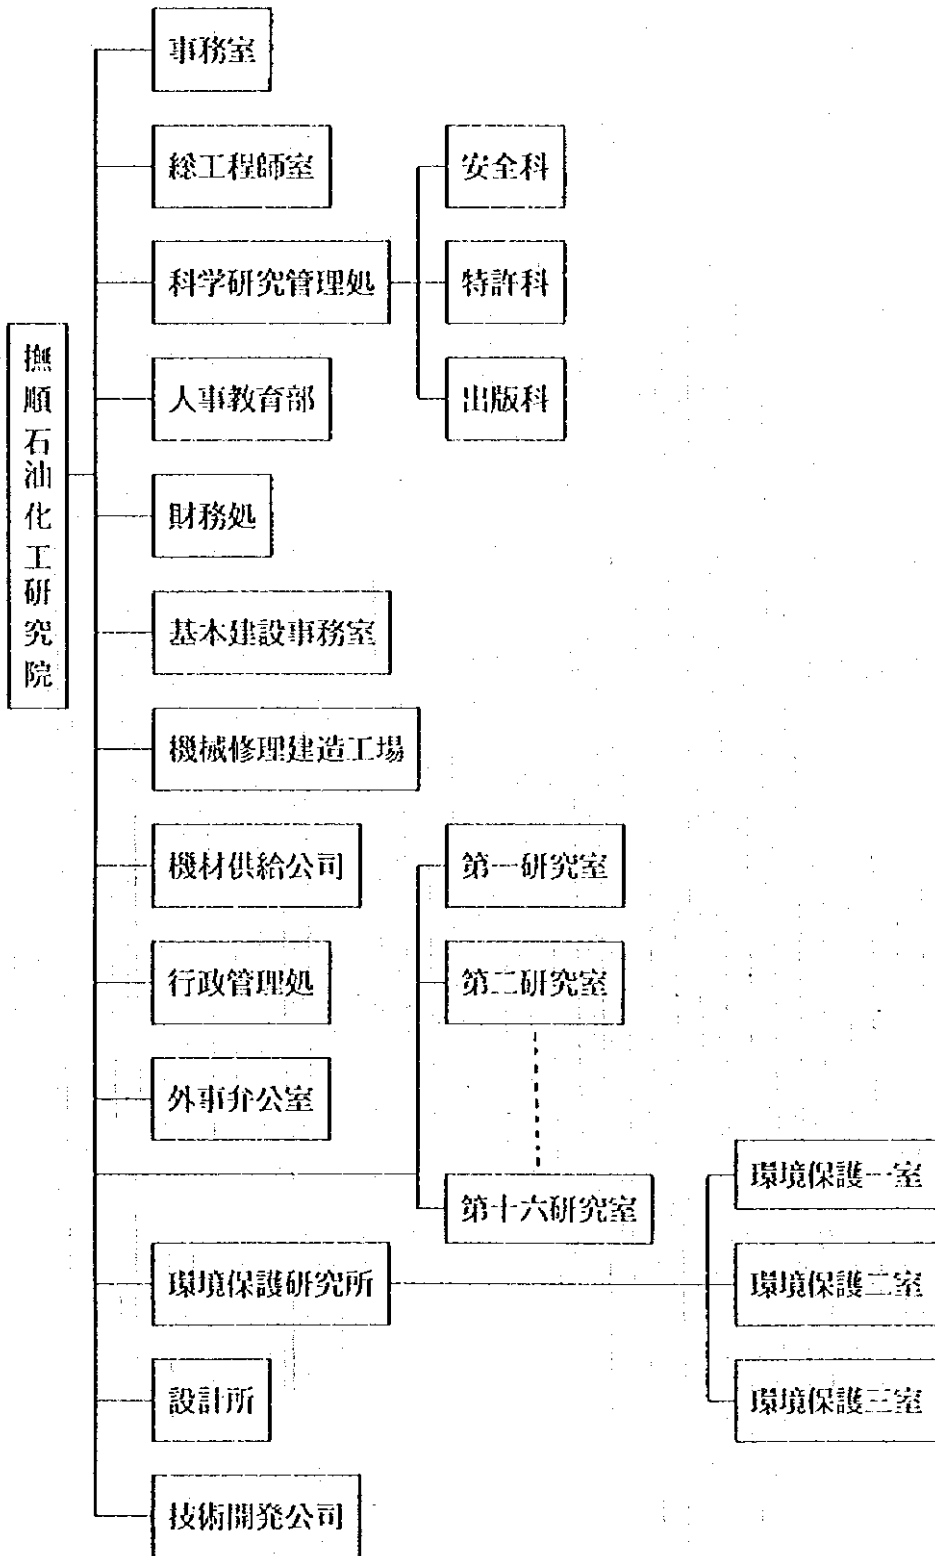 撫順石油化工研究院
事務室
総工程師室
科学研究管理処
安全科
特許科
出版科
人事教育部
財務処
基本建設事務室
機械修理建造工場
機材供給公司
行政管理処
外事弁公室
第一研究室
第二研究室
第十六研究室
環境保護研究所
環境保護一室
環境保護二室
環境保護三室
設計所
技術開発公司